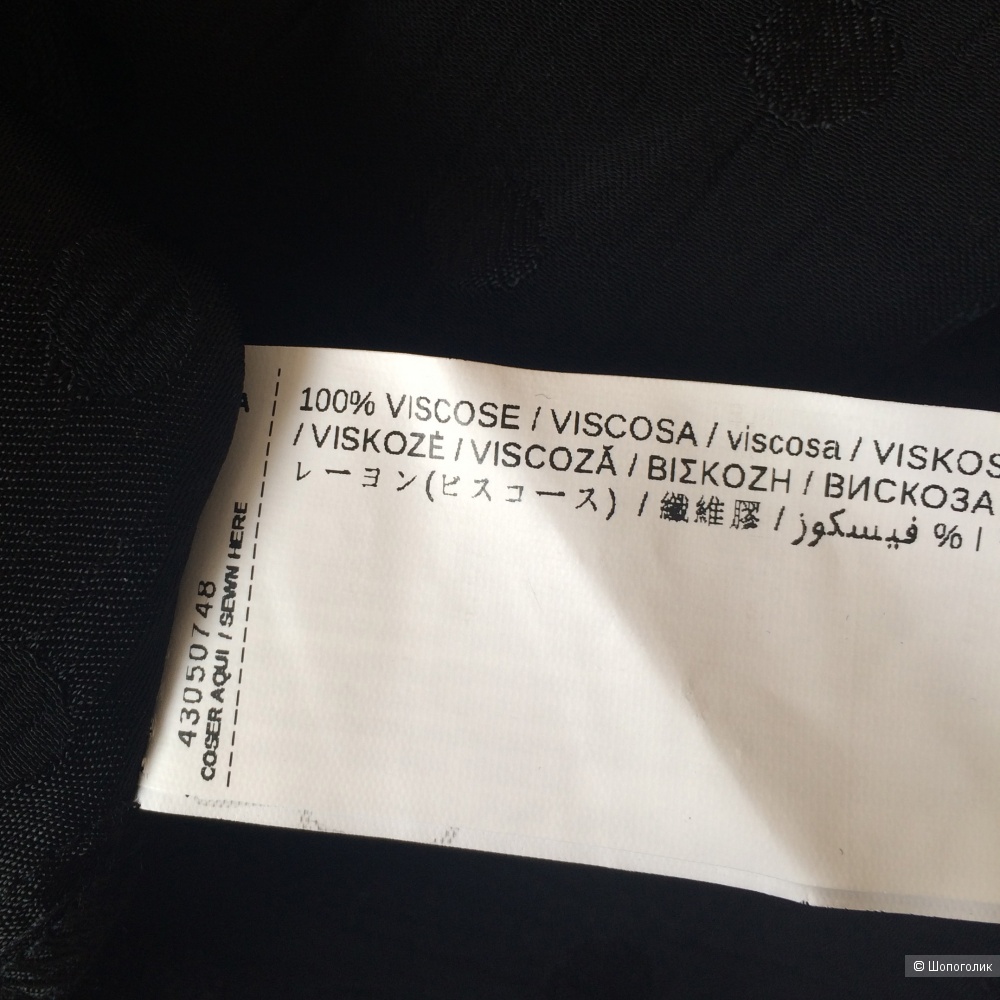 100% VISCOSE / VISCOSA / viscosa / VISKOS
/ VISKOZĖ / VISCOZĂ / ΒΙΣΚΟΖΗ / ВИСКОЗА
レーヨン(ビスコース) / 纖維膠 / فيسكوز % |
43050748
COSER AQUI / SEWN HERE
A
© Шопоголик